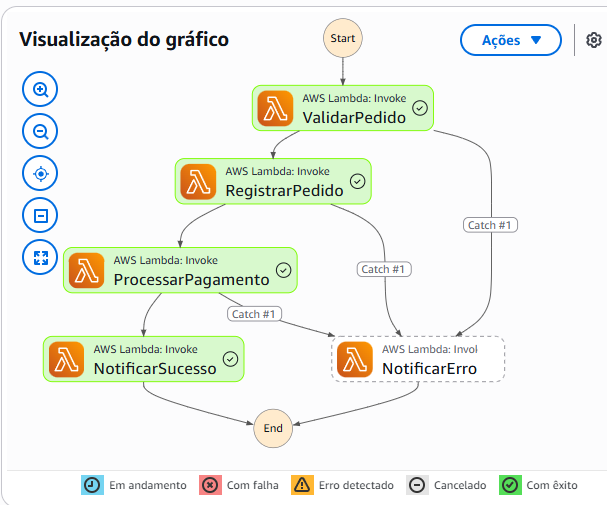 Visualização do gráfico
Start
Ações
AWS Lambda: Invoke
ValidarPedido
AWS Lambda: Invoke
RegistrarPedido
Catch #1
AWS Lambda: Invoke
ProcessarPagamento
Catch #1
Catch #1
AWS Lambda: Invoke
NotificarSucesso
AWS Lambda: Invol
NotificarErro
End
Em andamento
Com falha
Erro detectado
Cancelado
Com êxito